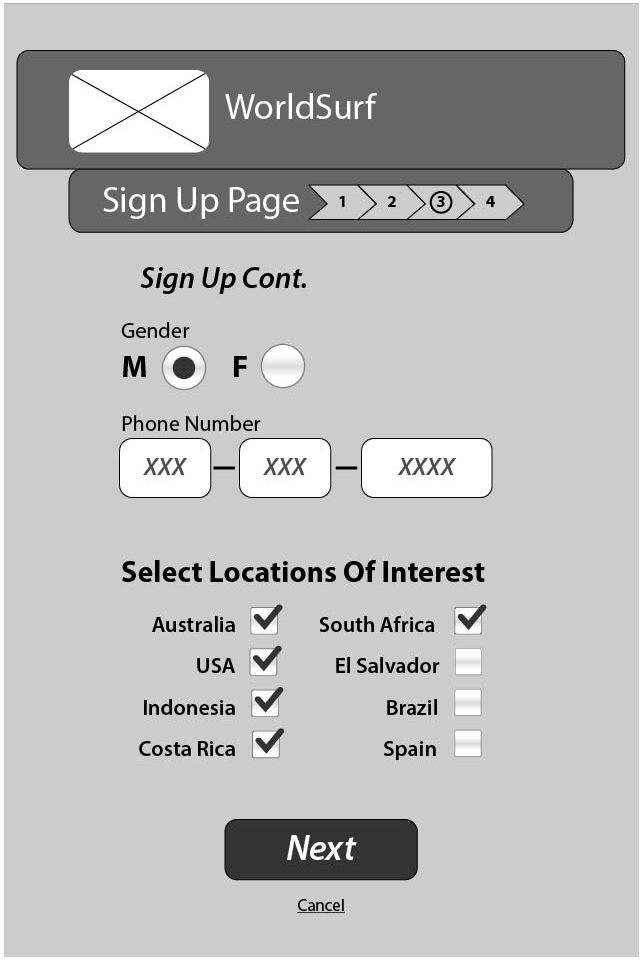 WorldSurf
Sign Up Page 1 2 3 4
Sign Up Cont.
Gender
M F
Phone Number
XXX — XXX — XXXX
Select Locations Of Interest
Australia South Africa
USA El Salvador
Indonesia Brazil
Costa Rica Spain
Next
Cancel